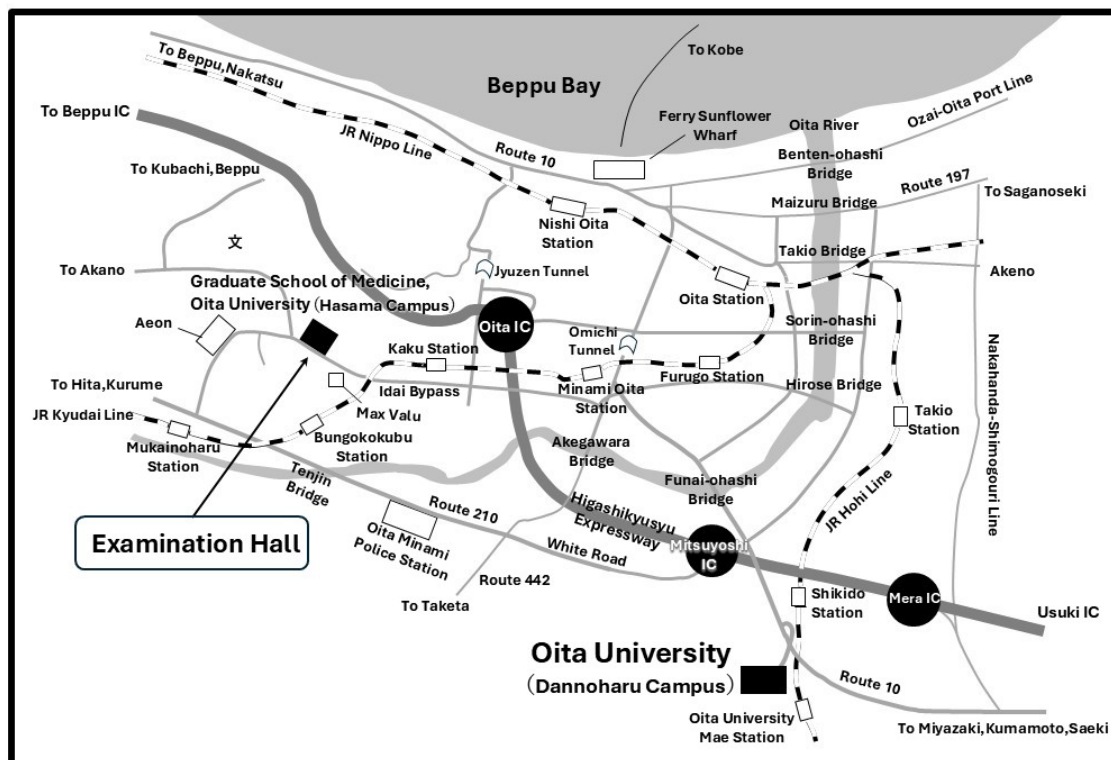 To Beppu,Nakatsu
To Kobe
Beppu Bay
To Beppu IC
JR Nippo Line
Route 10
Ferry Sunflower
Wharf
Oita River
Ozai-Oita Port Line
Benten-ohashi
Bridge
To Kubachi,Beppu
Route 197
To Saganoseki
Maizuru Bridge
文
Nishi Oita
Station
Takio Bridge
To Akano
Jyuzen Tunnel
Akeno
Graduate School of Medicine,
Oita University (Hasama Campus)
Oita Station
Aeon
Oita IC
Omichi
Tunnel
Sorin-ohashi
Bridge
Kaku Station
To Hita,Kurume
Idai Bypass
Minami Oita
Station
Furugo Station
Hirose Bridge
JR Kyudai Line
Max Valu
Takio
Station
Nakahanda-Shimogouri Line
Mukainoharu
Station
Bungokokubu
Station
Akegawara
Bridge
Tenjin
Bridge
Funai-ohashi
Bridge
JR Hohi Line
Route 210
Higashikyusyu
Expressway
Examination Hall
Oita Minami
Police Station
White Road
Mitsuyoshi
IC
Route 442
To Taketa
Shikido
Station
Mera IC
Usuki IC
Oita University
(Dannoharu Campus)
Route 10
Oita University
Mae Station
To Miyazaki,Kumamoto,Saeki